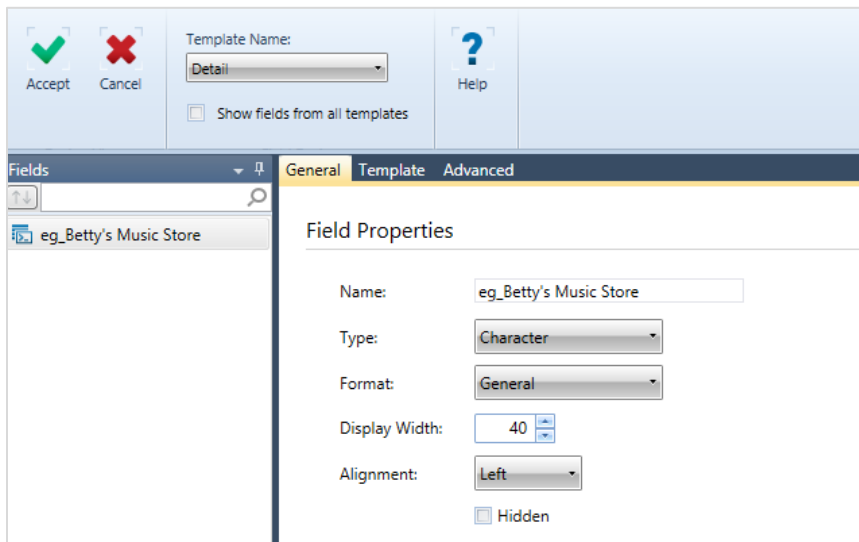 Template Name:
Detail
Accept
Cancel
Show fields from all templates
Help
Fields
eg_Betty's Music Store
General Template Advanced
Field Properties
Name: eg_Betty's Music Store
Type: Character
Format: General
Display Width: 40
Alignment: Left
Hidden